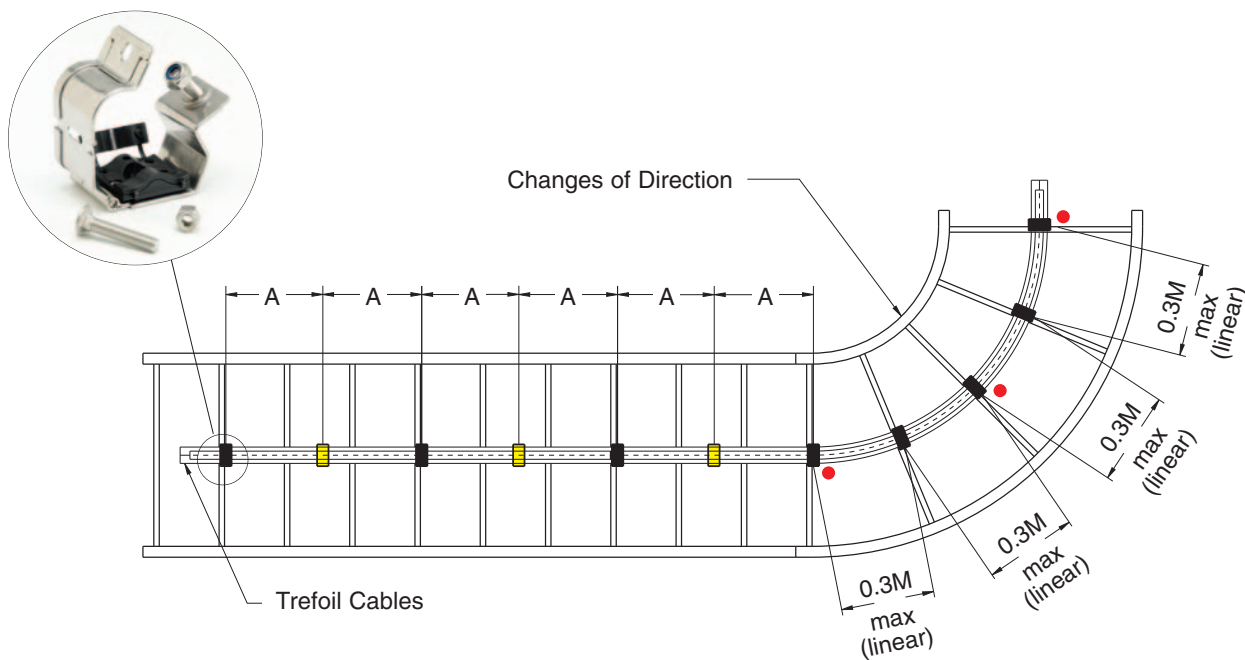 Changes of Direction
A
A
A
A
A
A
0.3M
max
(linear)
0.3M
max
(linear)
0.3M
max
(linear)
0.3M
max
(linear)
Trefoil Cables